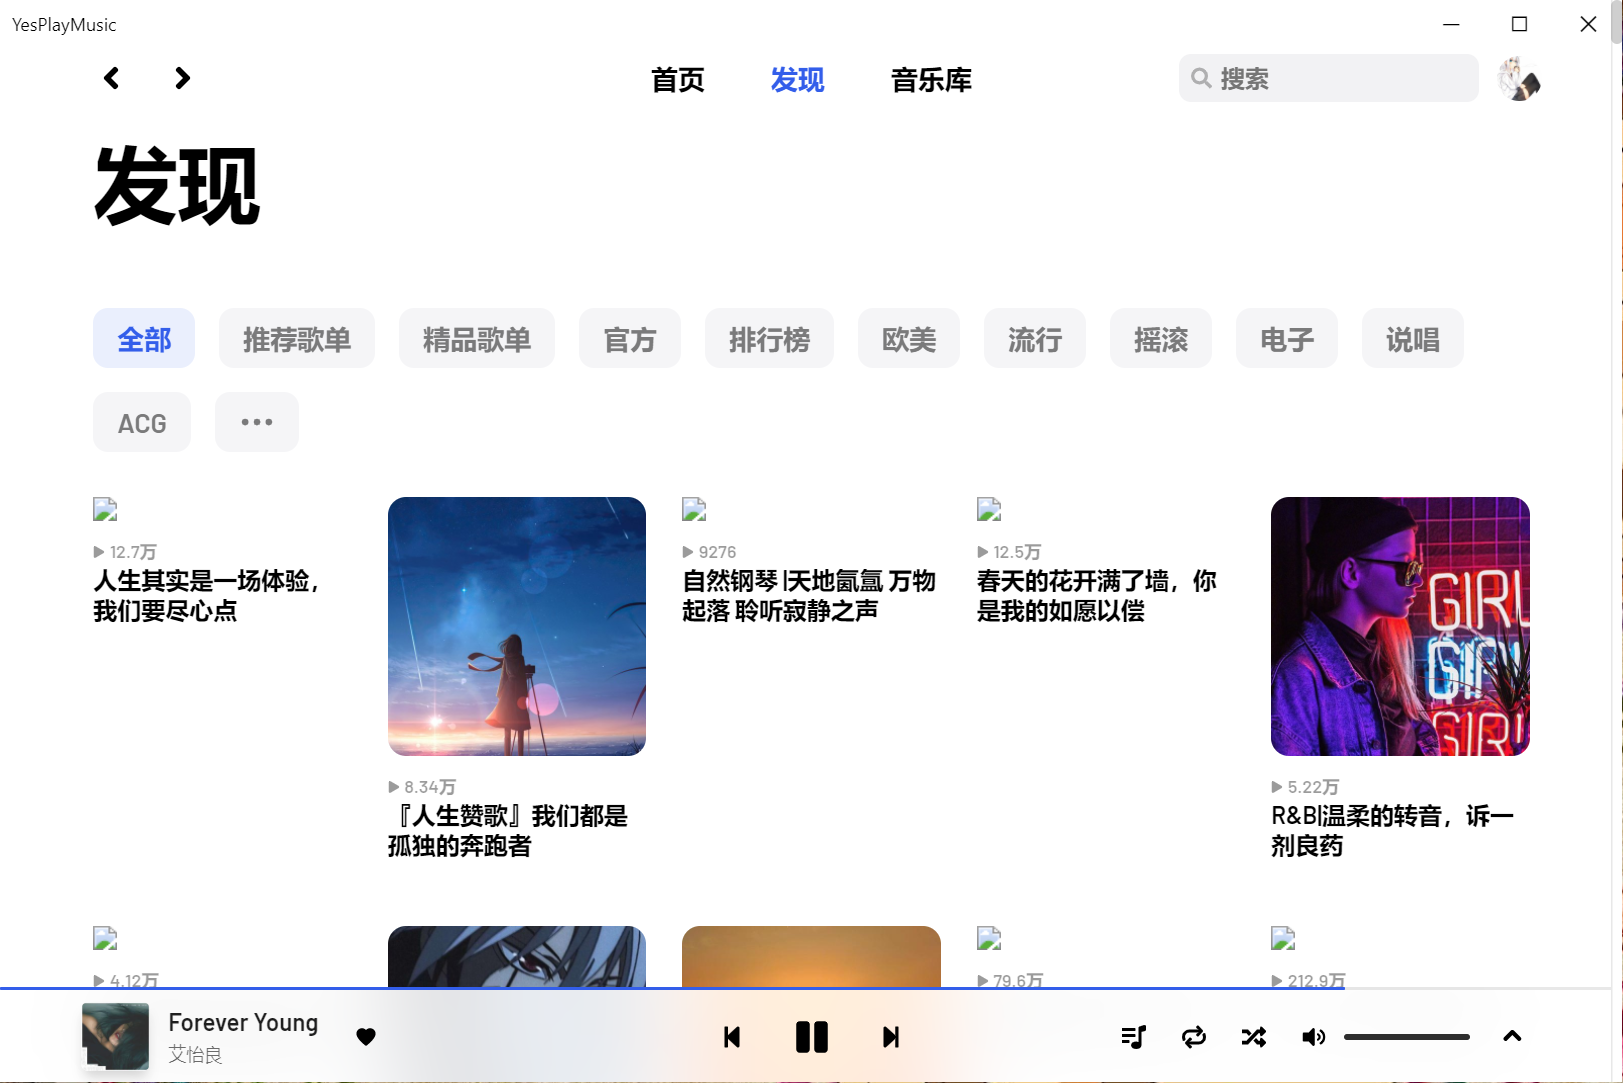 YesPlayMusic
首页
发现
音乐库
搜索
发现
全部
推荐歌单
精品歌单
官方
排行榜
欧美
流行
摇滚
电子
说唱
ACG
12.7万
人生其实是一场体验，
我们要尽心点
8.34万
『人生赞歌』我们都是
孤独的奔跑者
9276
自然钢琴 |天地氤氲 万物
起落 聆听寂静之声
12.5万
春天的花开满了墙，你
是我的如愿以偿
GIRL
GIRL
GIRL
5.22万
R&B|温柔的转音，诉一
剂良药
4.12万
79.6万
212.9万
Forever Young
艾怡良